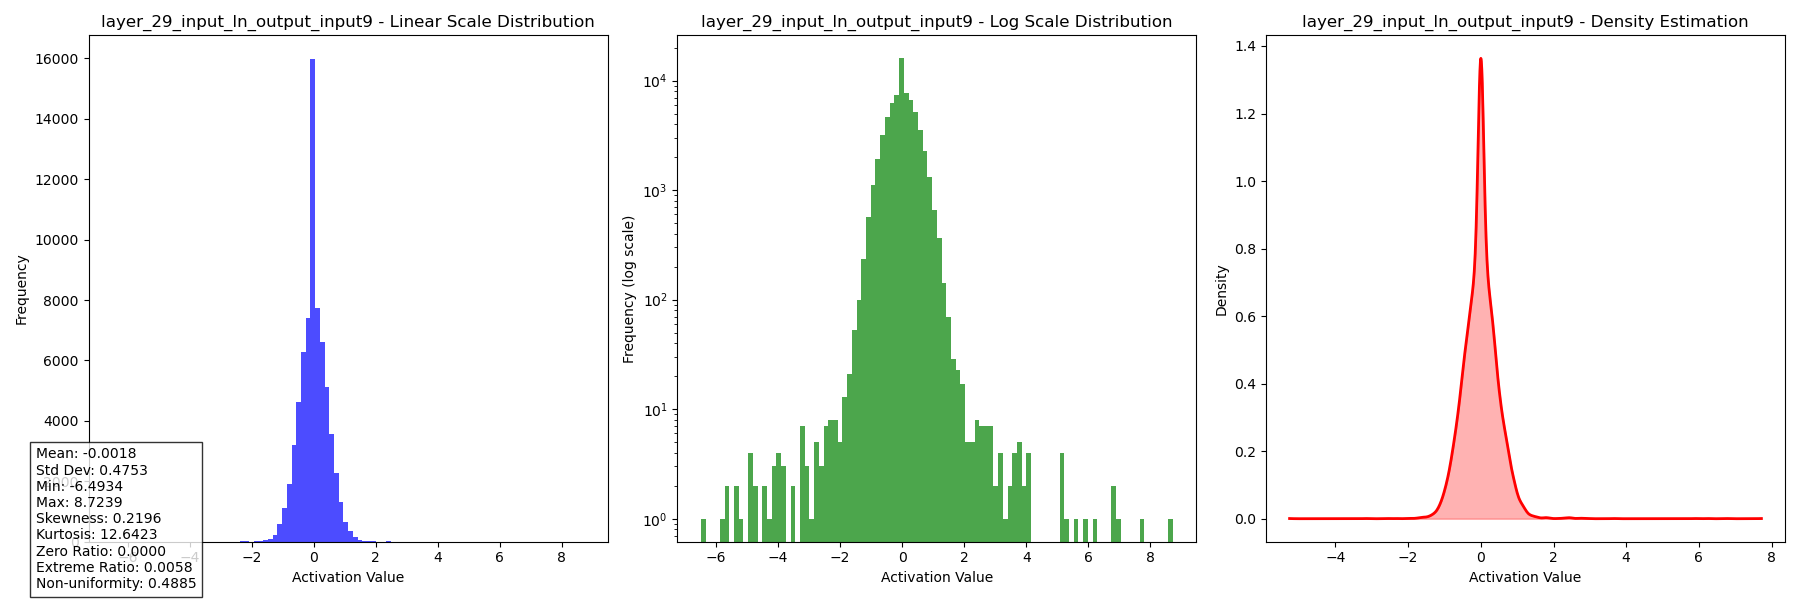 layer_29_input_ln_output_input9 - Linear Scale Distribution
16000
14000
12000
10000
8000
6000
4000
2000
0
Frequency
−6
−4
−2
0
2
4
6
8
Activation Value
Mean: -0.0018
Std Dev: 0.4753
Min: -6.4934
Max: 8.7239
Skewness: 0.2196
Kurtosis: 12.6423
Zero Ratio: 0.0000
Extreme Ratio: 0.0058
Non-uniformity: 0.4885
layer_29_input_ln_output_input9 - Log Scale Distribution
10⁴
10³
10²
10¹
10⁰
Frequency (log scale)
−6
−4
−2
0
2
4
6
8
Activation Value
layer_29_input_ln_output_input9 - Density Estimation
1.4
1.2
1.0
0.8
0.6
0.4
0.2
0.0
Density
−4
−2
0
2
4
6
8
Activation Value